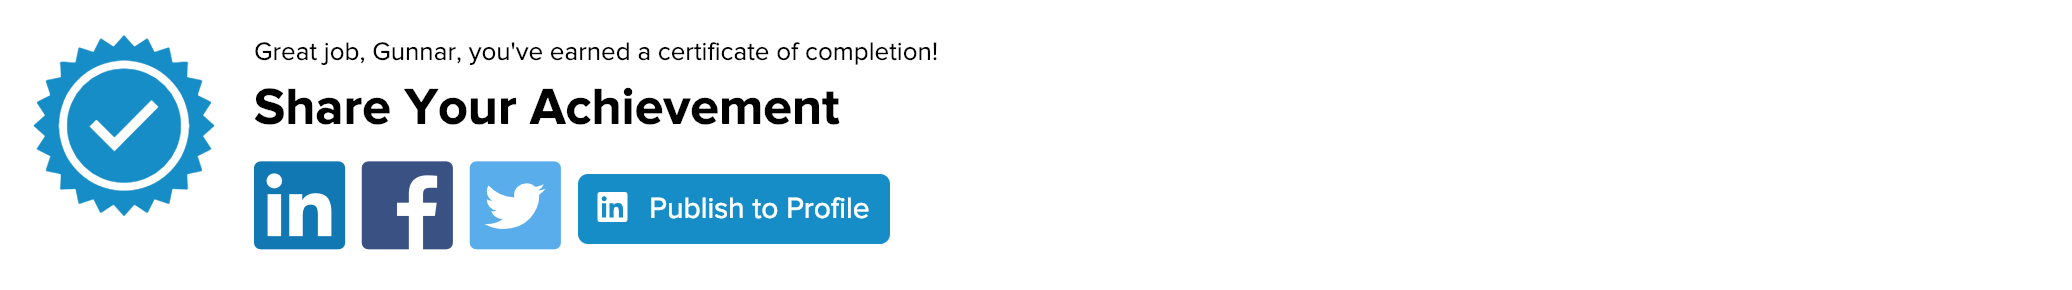 Great job, Gunnar, you've earned a certificate of completion!
Share Your Achievement
in f in Publish to Profile